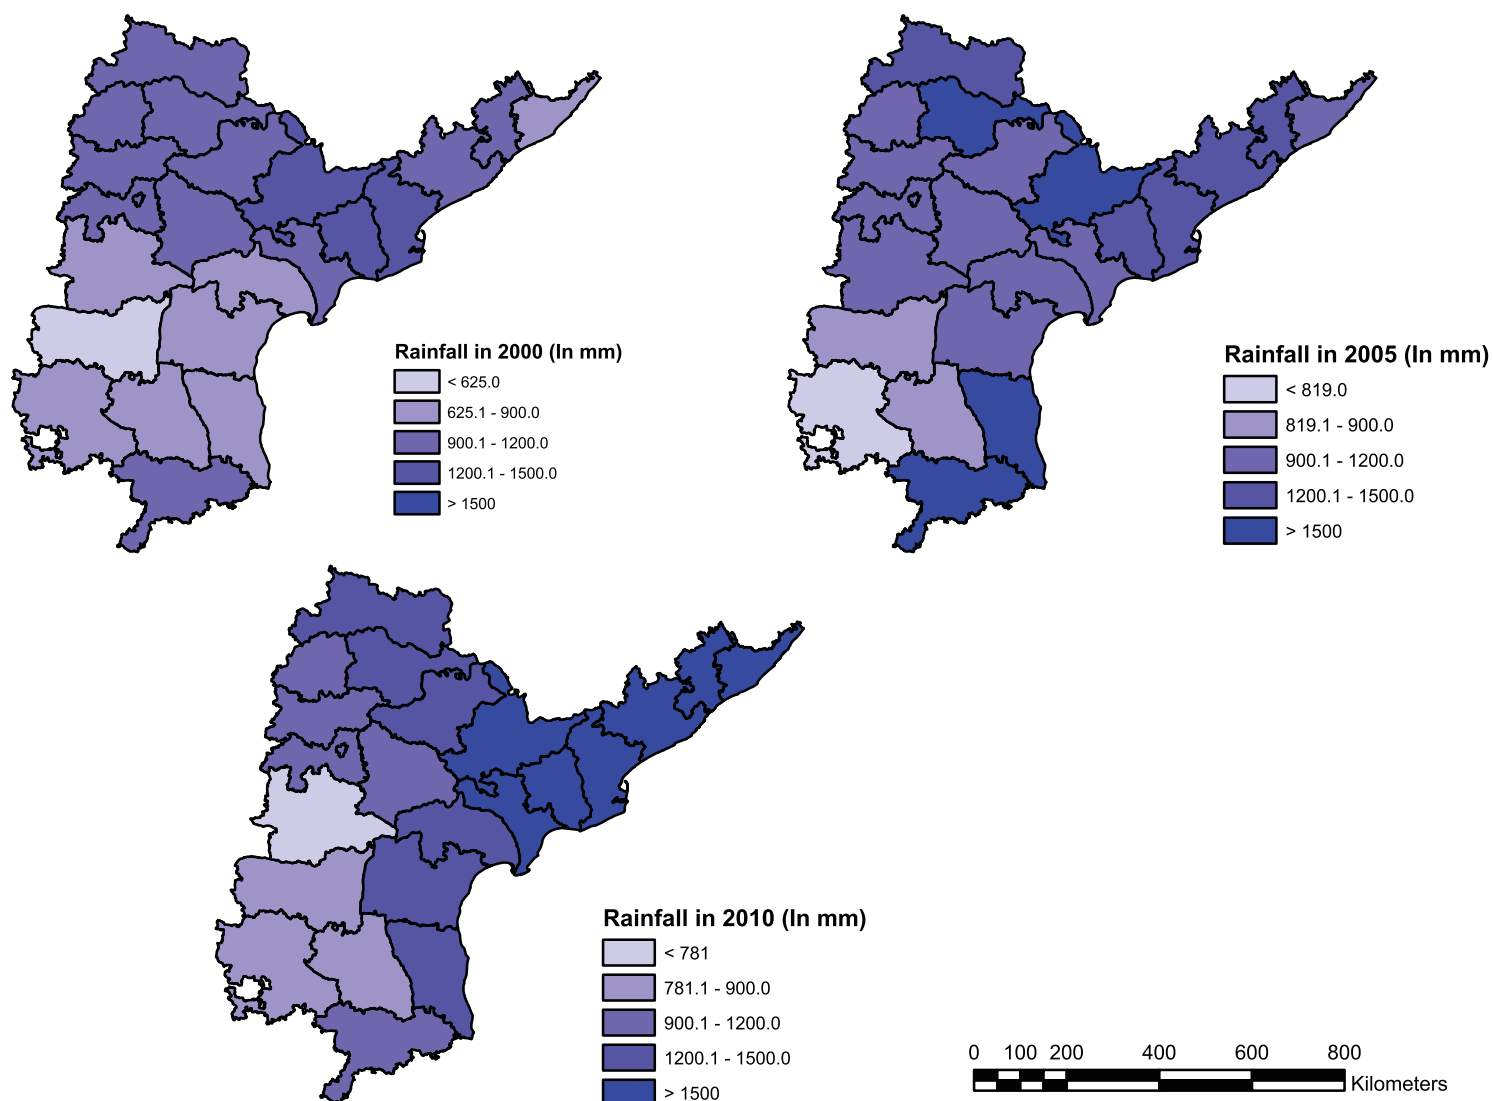 Rainfall in 2000 (In mm)
< 625.0
625.1 - 900.0
900.1 - 1200.0
1200.1 - 1500.0
> 1500
Rainfall in 2005 (In mm)
< 819.0
819.1 - 900.0
900.1 - 1200.0
1200.1 - 1500.0
> 1500
Rainfall in 2010 (In mm)
< 781
781.1 - 900.0
900.1 - 1200.0
1200.1 - 1500.0
> 1500
0 100 200 400 600 800
Kilometers